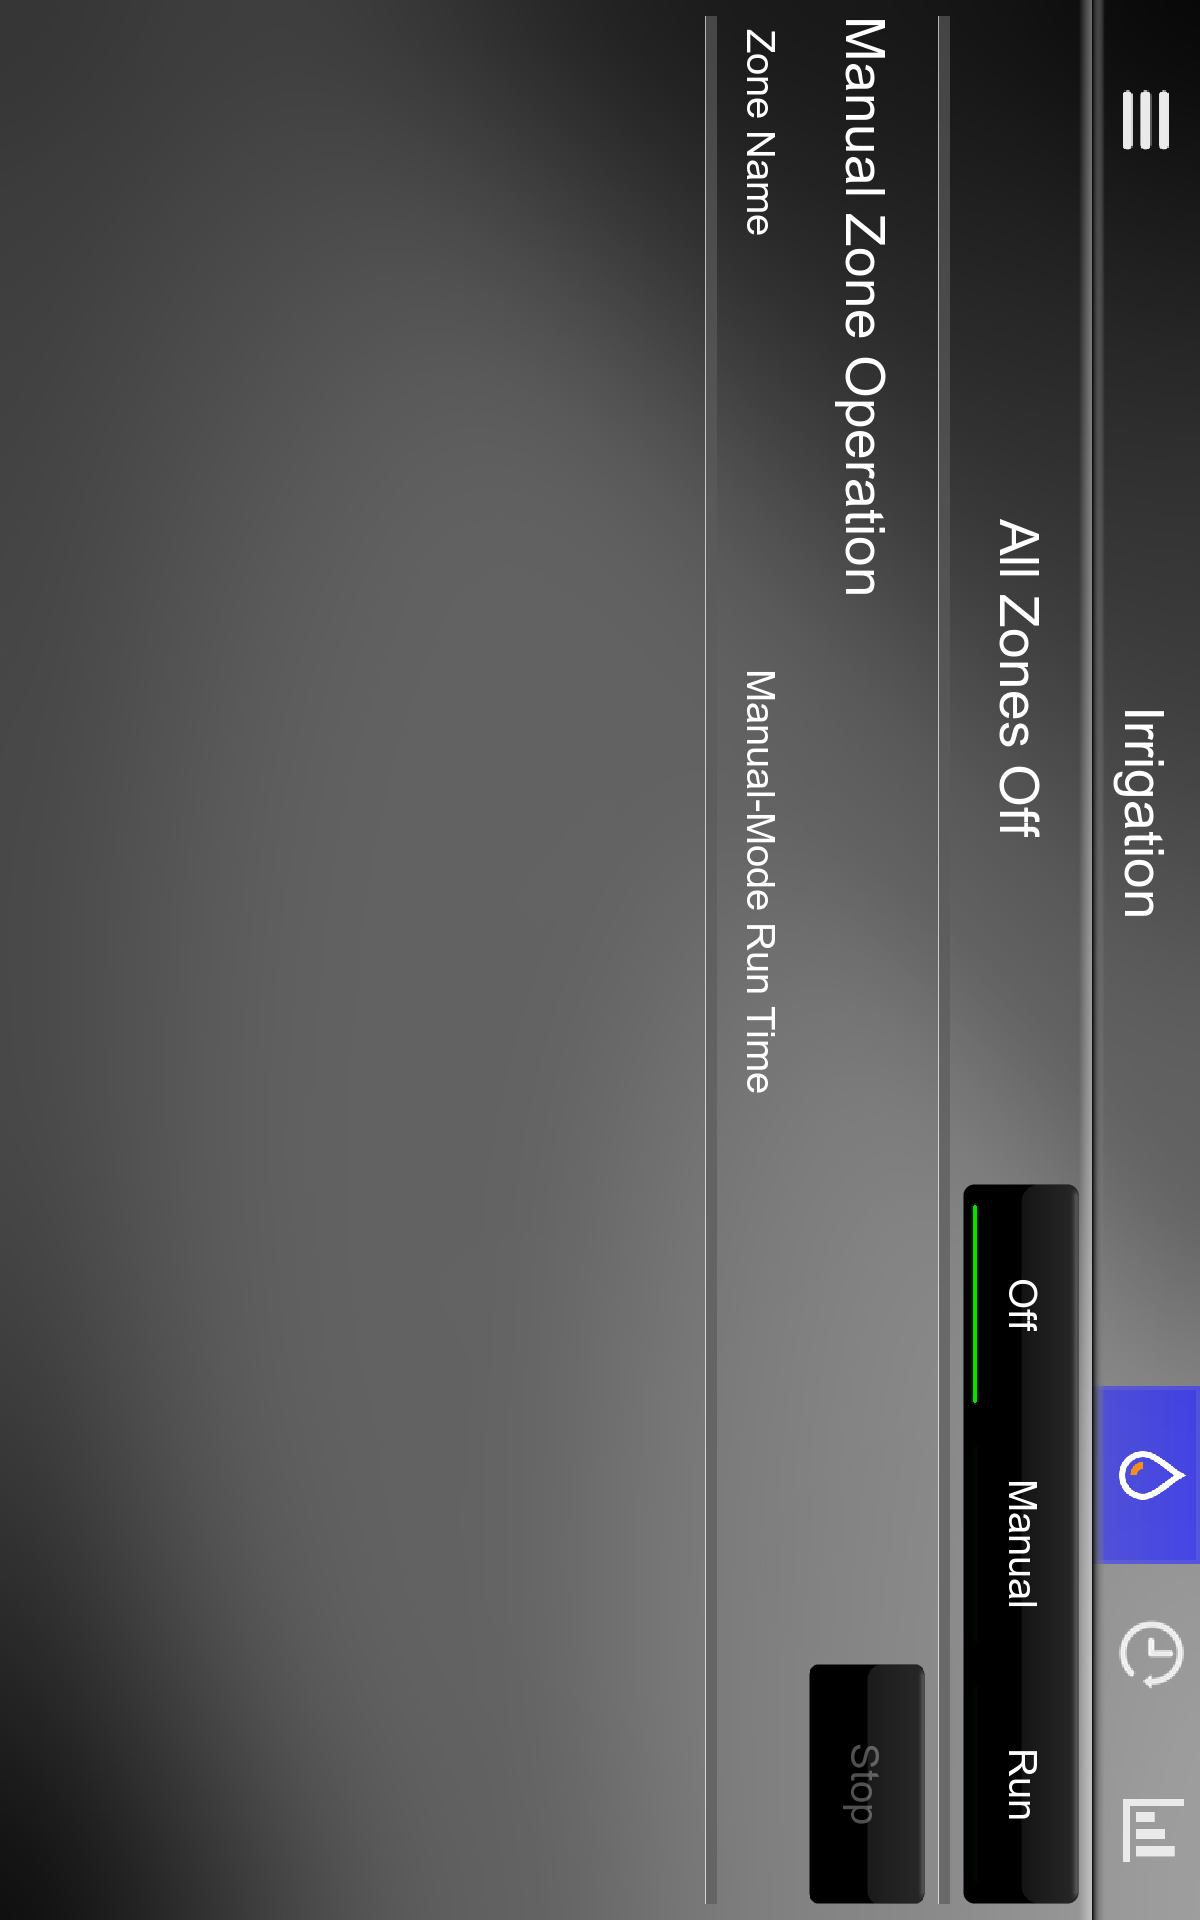 Irrigation
All Zones Off
Off Manual Run
Manual Zone Operation
Stop
Zone Name Manual-Mode Run Time